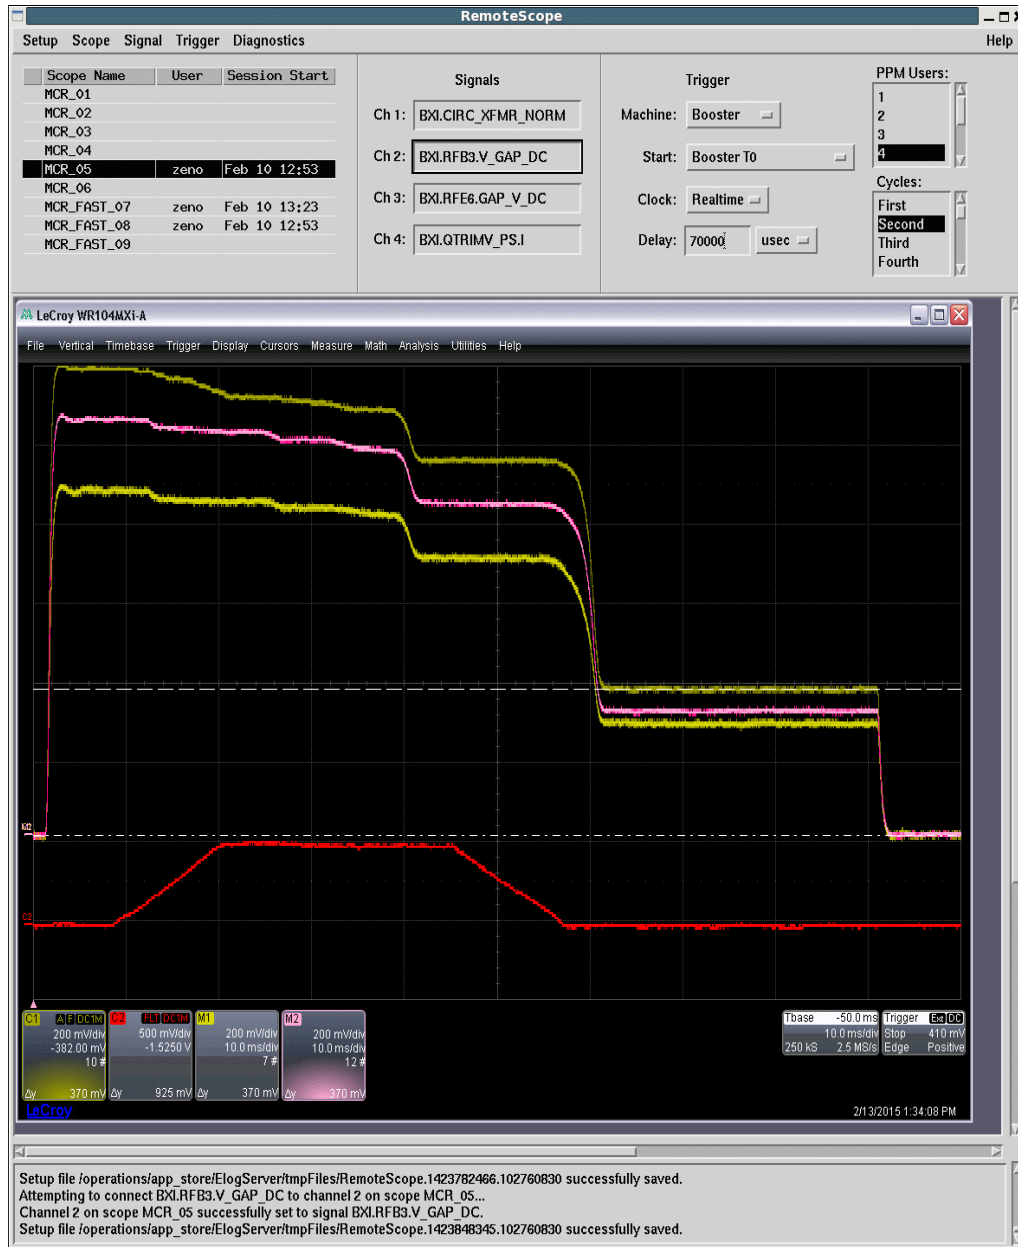 RemoteScope
Setup Scope Signal Trigger Diagnostics Help
Scope Name User Session Start
MCR_01
MCR_02
MCR_03
MCR_04
MCR_05 zeno Feb 10 12:53
MCR_06
MCR_FAST_07 zeno Feb 10 13:23
MCR_FAST_08 zeno Feb 10 12:53
MCR_FAST_09
Signals
Ch 1: BXI.CIRC_XFMR_NORM
Ch 2: BXI.RFB3.V_GAP_DC
Ch 3: BXI.RFE6.GAP_V_DC
Ch 4: BXI.QTRIMV_PS.I
Trigger
Machine: Booster
Start: Booster T0
Clock: Realtime
Delay: 70000 usec
PPM Users:
1
2
3
4
Cycles:
First
Second
Third
Fourth
LeCroy WR104MXi-A
File Vertical Timebase Trigger Display Cursors Measure Math Analysis Utilities Help
C2
C1 A F DC1M
200 mV/div
-382.00 mV
10 #
Δy 370 mV
C2 FLT DC1M
500 mV/div
-1.5250 V
Δy 925 mV
M1
200 mV/div
10.0 ms/div
7 #
Δy 370 mV
M2
200 mV/div
10.0 ms/div
12 #
Δy 370 mV
Tbase -50.0 ms
10.0 ms/div
250 kS 2.5 MS/s
Trigger Ext DC
Stop 410 mV
Edge Positive
LeCroy
2/13/2015 1:34:08 PM
Setup file /operations/app_store/ElogServer/tmpFiles/RemoteScope.1423782466.102760830 successfully saved.
Attempting to connect BXI.RFB3.V_GAP_DC to channel 2 on scope MCR_05...
Channel 2 on scope MCR_05 successfully set to signal BXI.RFB3.V_GAP_DC.
Setup file /operations/app_store/ElogServer/tmpFiles/RemoteScope.1423848345.102760830 successfully saved.